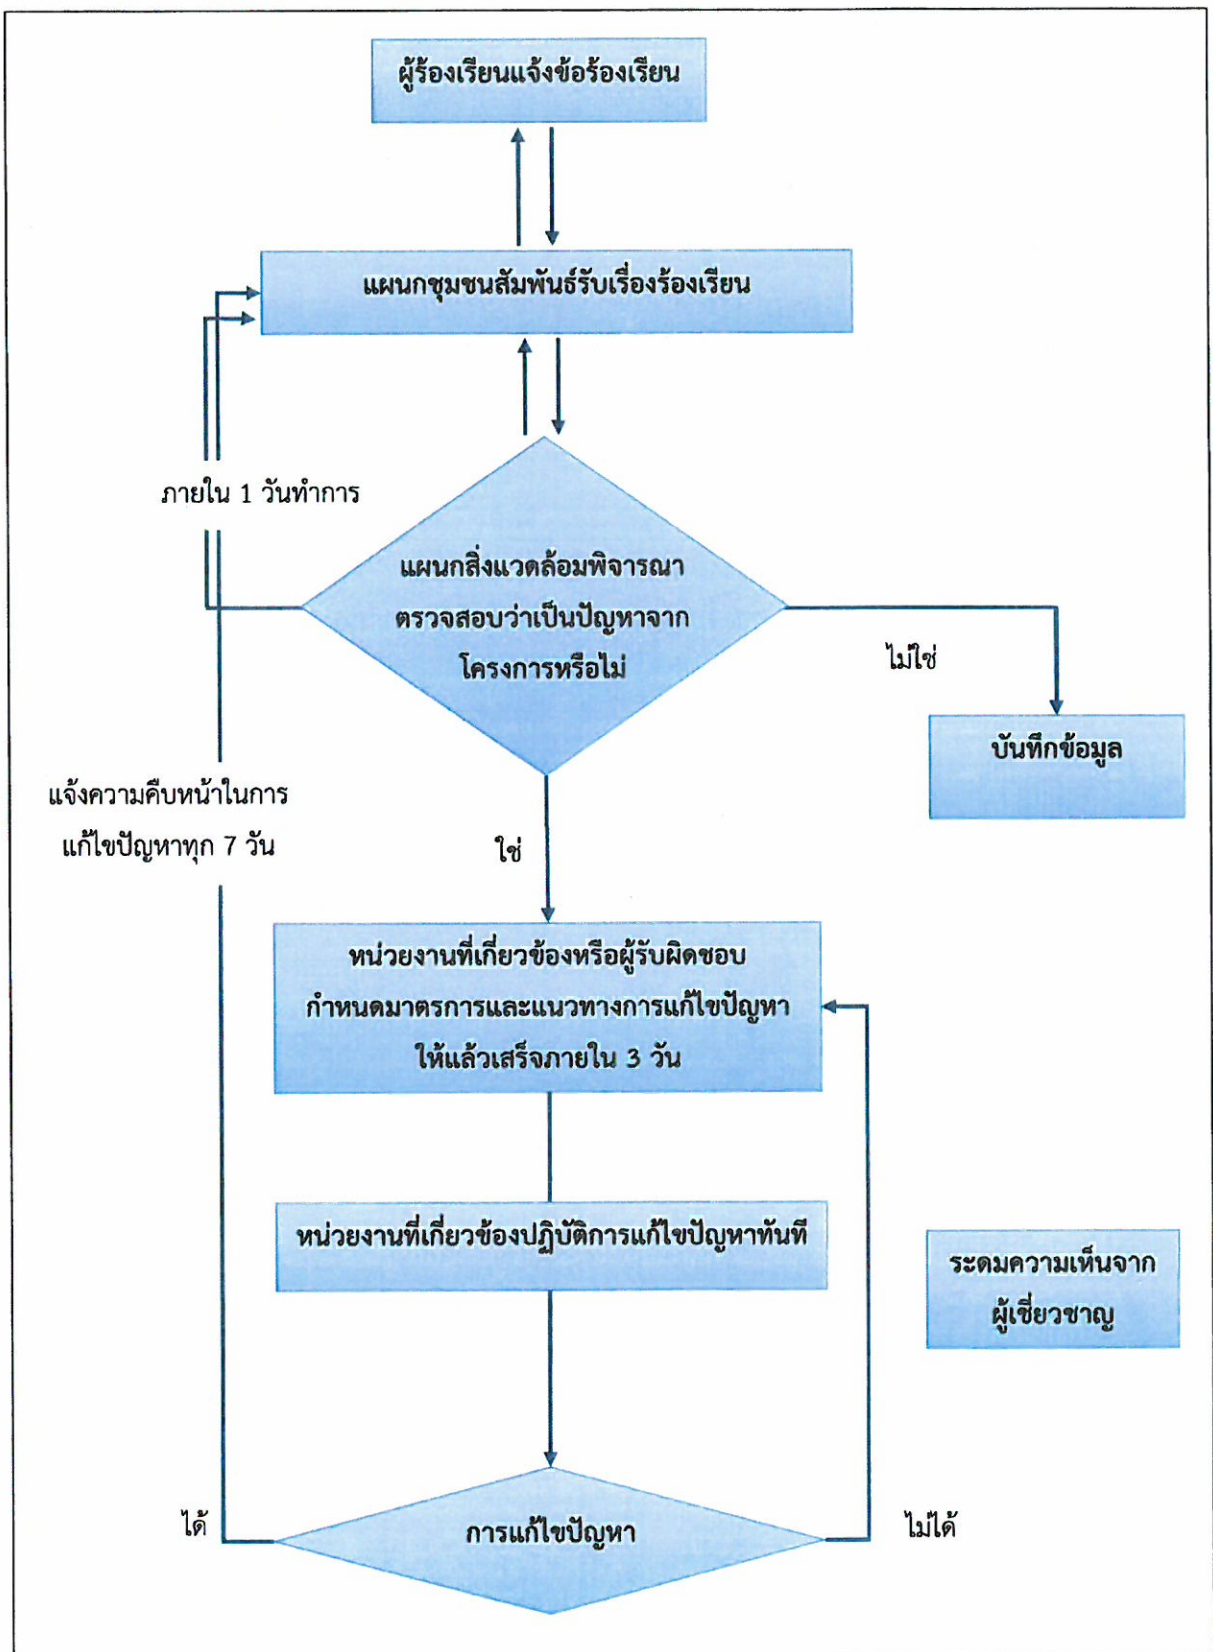 ผู้ร้องเรียนแจ้งข้อร้องเรียน
แผนกชุมชนสัมพันธ์รับเรื่องร้องเรียน
ภายใน 1 วันทำการ
แผนกสิ่งแวดล้อมพิจารณา
ตรวจสอบว่าเป็นปัญหาจาก
โครงการหรือไม่
ไม่ใช่
บันทึกข้อมูล
แจ้งความคืบหน้าในการ
แก้ไขปัญหาทุก 7 วัน
ใช่
หน่วยงานที่เกี่ยวข้องหรือผู้รับผิดชอบ
กำหนดมาตรการและแนวทางการแก้ไขปัญหา
ให้แล้วเสร็จภายใน 3 วัน
หน่วยงานที่เกี่ยวข้องปฏิบัติการแก้ไขปัญหาทันที
ระดมความเห็นจาก
ผู้เชี่ยวชาญ
ได้
การแก้ไขปัญหา
ไม่ได้